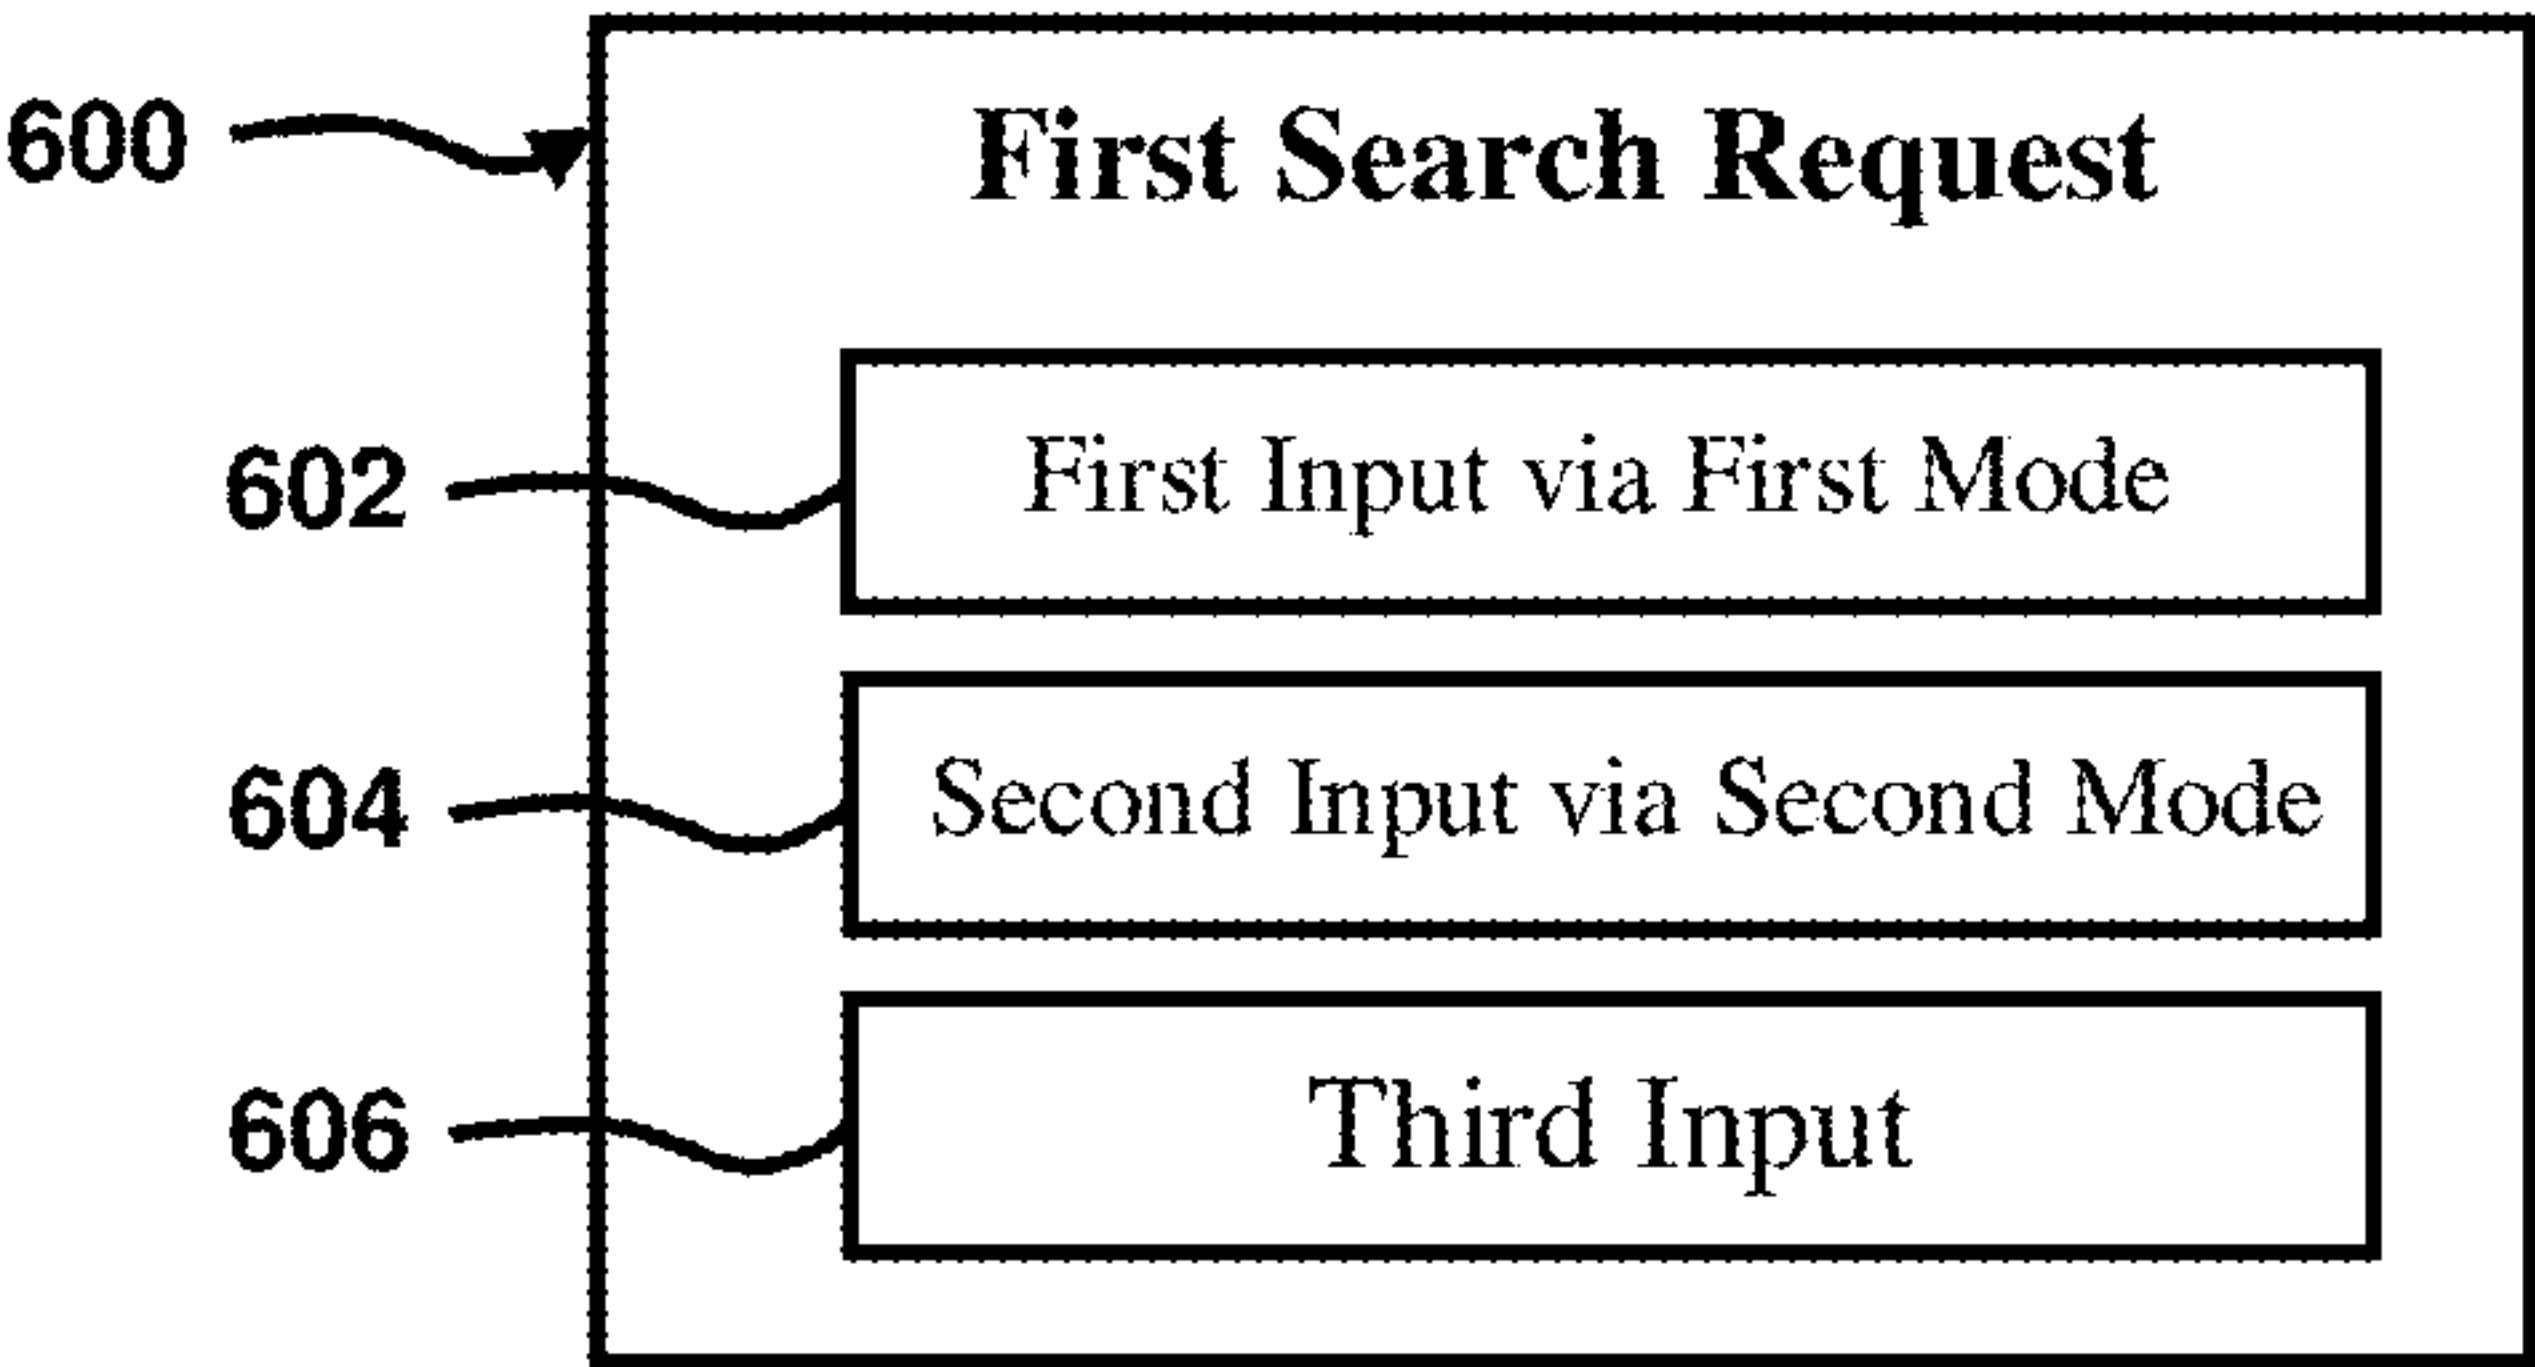 600
First Search Request
602
First Input via First Mode
604
Second Input via Second Mode
606
Third Input